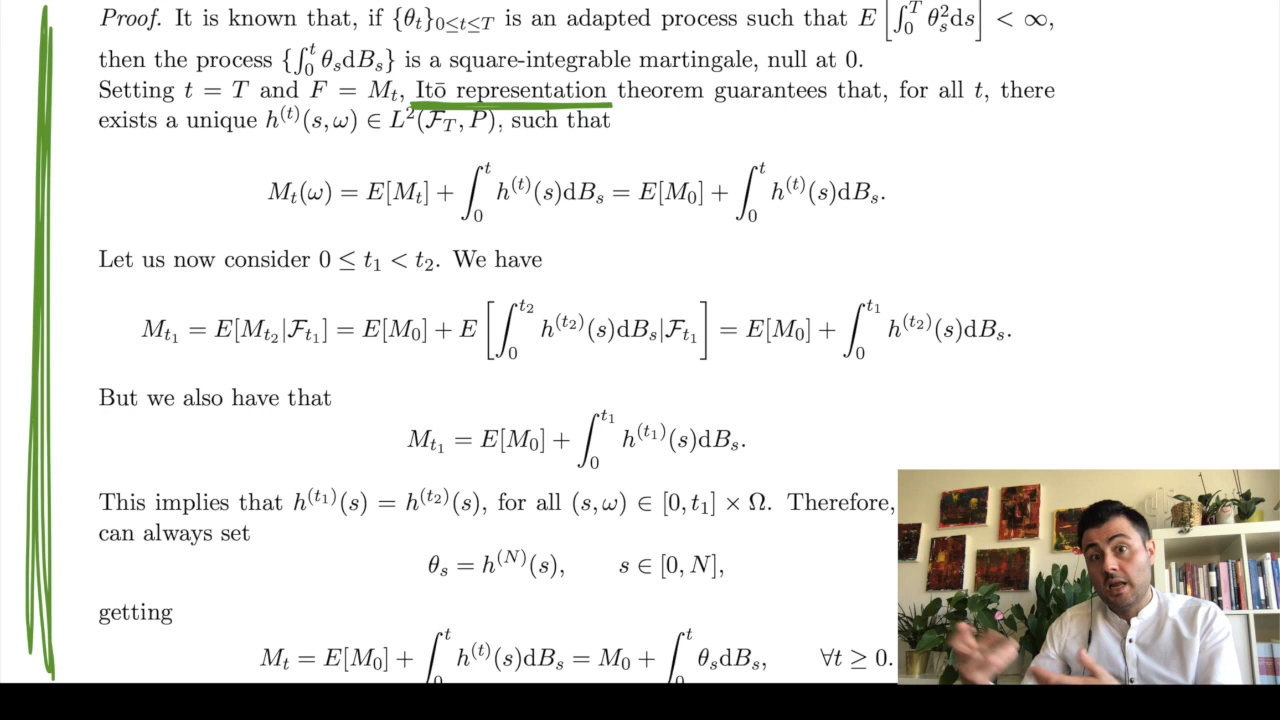 Proof. It is known that, if {θ_t}_{0≤t≤T} is an adapted process such that E[∫_0^T θ_s^2 ds] < ∞,
then the process {∫_0^t θ_s dB_s} is a square-integrable martingale, null at 0.
Setting t = T and F = M_t, Itō representation theorem guarantees that, for all t, there
exists a unique h^{(t)}(s, ω) ∈ L^2(ℱ_T, P), such that
M_t(ω) = E[M_t] + ∫_0^t h^{(t)}(s)dB_s = E[M_0] + ∫_0^t h^{(t)}(s)dB_s.
Let us now consider 0 ≤ t_1 < t_2. We have
M_{t_1} = E[M_{t_2}|ℱ_{t_1}] = E[M_0] + E[∫_0^{t_2} h^{(t_2)}(s)dB_s|ℱ_{t_1}] = E[M_0] + ∫_0^{t_1} h^{(t_2)}(s)dB_s.
But we also have that
M_{t_1} = E[M_0] + ∫_0^{t_1} h^{(t_1)}(s)dB_s.
This implies that h^{(t_1)}(s) = h^{(t_2)}(s), for all (s, ω) ∈ [0, t_1] × Ω. Therefore,
can always set
θ_s = h^{(N)}(s), s ∈ [0, N],
getting
M_t = E[M_0] + ∫_0^t h^{(t)}(s)dB_s = M_0 + ∫_0^t θ_s dB_s, ∀t ≥ 0.